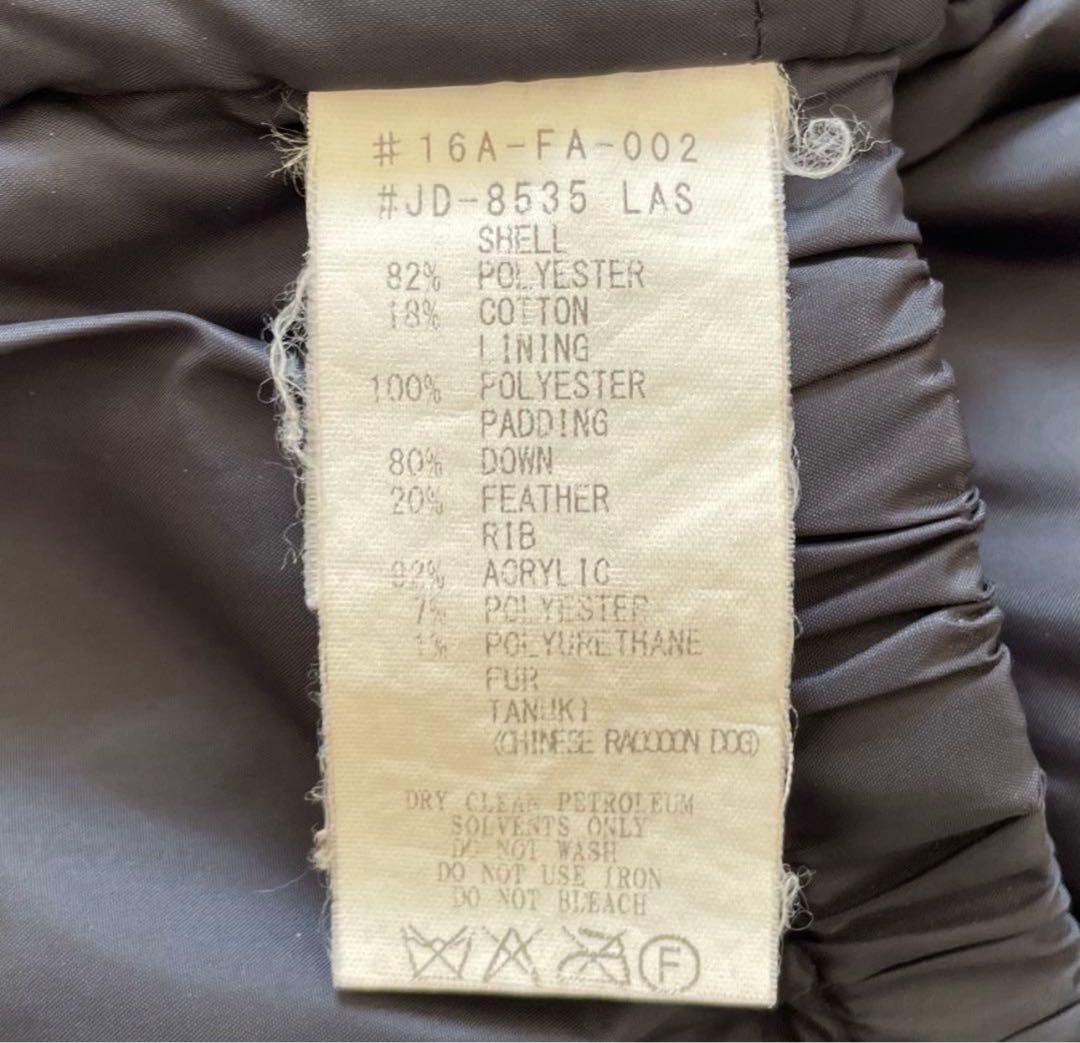 #16A-FA-002
#JD-8535 LAS
SHELL
82% POLYESTER
18% COTTON
LINING
100% POLYESTER
PADDING
80% DOWN
20% FEATHER
RIB
92% ACRYLIC
7% POLYESTER
1% POLYURETHANE
FUR
TANUKI
(CHINESE RACOOON DOG)
DRY CLEAN PETROLEUM
SOLVENTS ONLY
DO NOT WASH
DO NOT USE IRON
DO NOT BLEACH
F